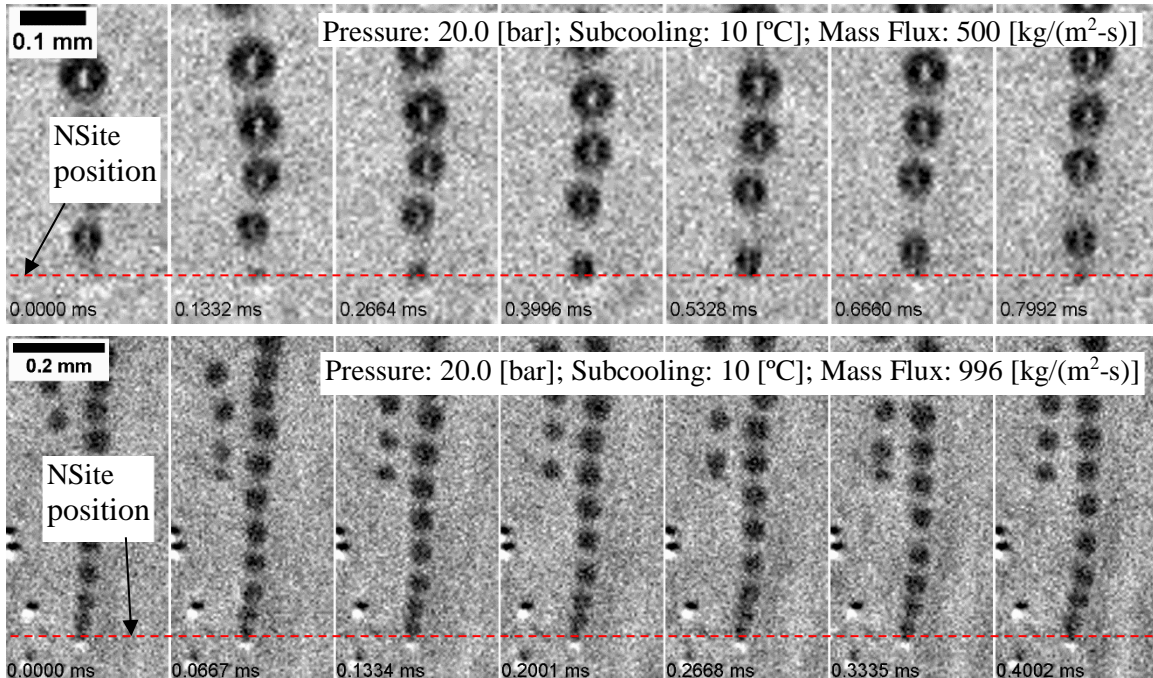 0.1 mm
Pressure: 20.0 [bar]; Subcooling: 10 [ºC]; Mass Flux: 500 [kg/(m²-s)]
NSite
position
0.0000 ms
0.1332 ms
0.2664 ms
0.3996 ms
0.5328 ms
0.6660 ms
0.7992 ms
0.2 mm
Pressure: 20.0 [bar]; Subcooling: 10 [ºC]; Mass Flux: 996 [kg/(m²-s)]
NSite
position
0.0000 ms
0.0667 ms
0.1334 ms
0.2001 ms
0.2668 ms
0.3335 ms
0.4002 ms